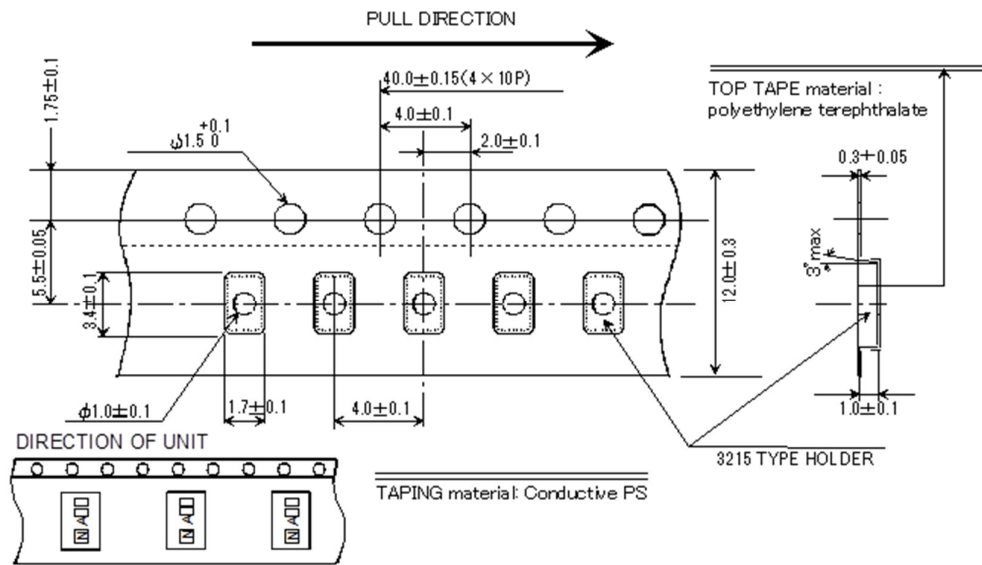 PULL DIRECTION
40.0±0.15(4×10P)
TOP TAPE material :
polyethylene terephthalate
1.75±0.1
4.0±0.1
+0.1
φ1.5 0
2.0±0.1
0.3+0.05
5.5±0.05
3° max
12.0±0.3
3.4±0.1
φ1.0±0.1
1.7±0.1
4.0±0.1
1.0±0.1
DIRECTION OF UNIT
3215 TYPE HOLDER
TAPING material: Conductive PS
N A
N A
N A